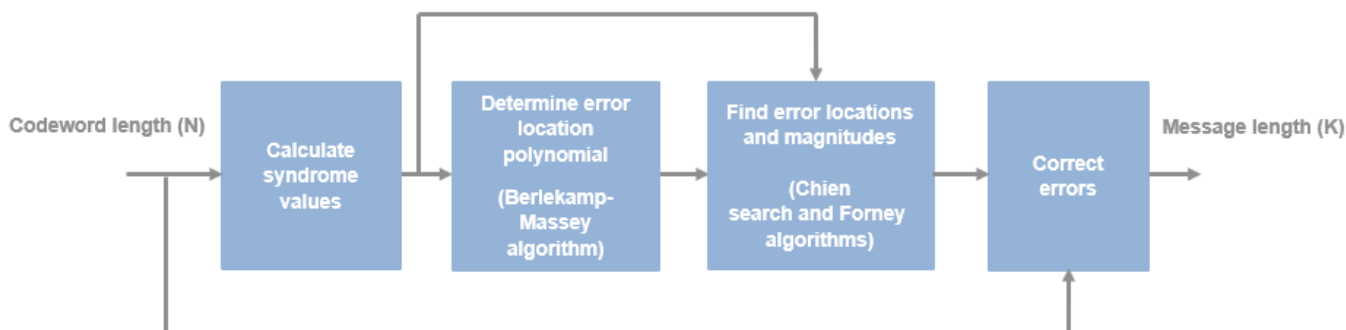 Codeword length (N)
Calculate
syndrome
values
Determine error
location
polynomial
(Berlekamp-
Massey
algorithm)
Find error locations
and magnitudes
(Chien
search and Forney
algorithms)
Correct
errors
Message length (K)